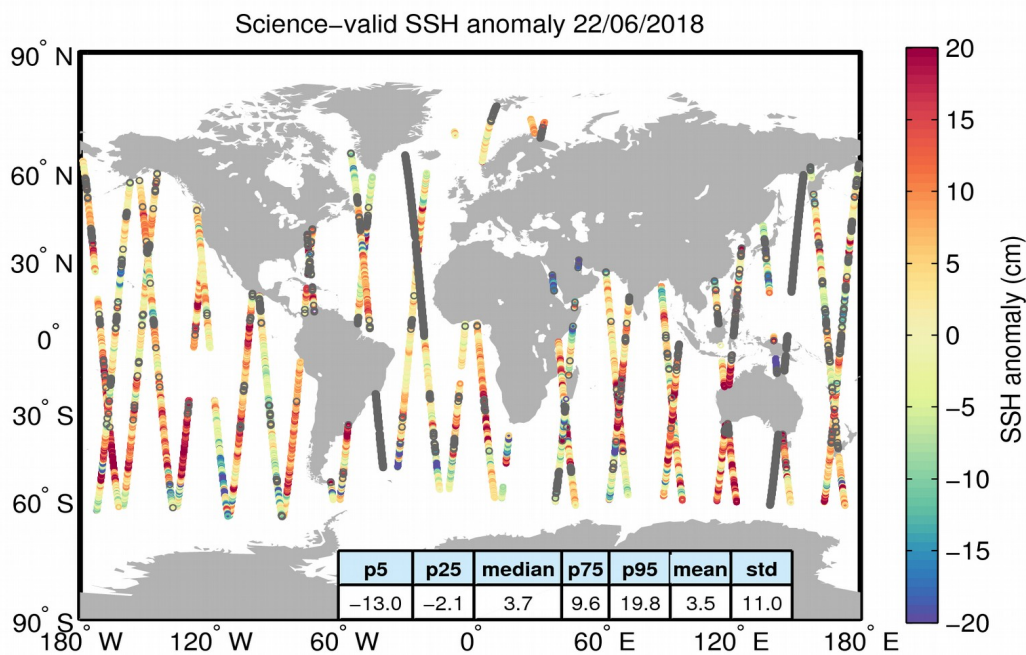 Science−valid SSH anomaly 22/06/2018
90° N
60° N
30° N
0°
30° S
60° S
90° S
180° W
120° W
60° W
0°
60° E
120° E
180° E
p5 p25 median p75 p95 mean std
−13.0 −2.1 3.7 9.6 19.8 3.5 11.0
20
15
10
5
0
−5
−10
−15
−20
SSH anomaly (cm)